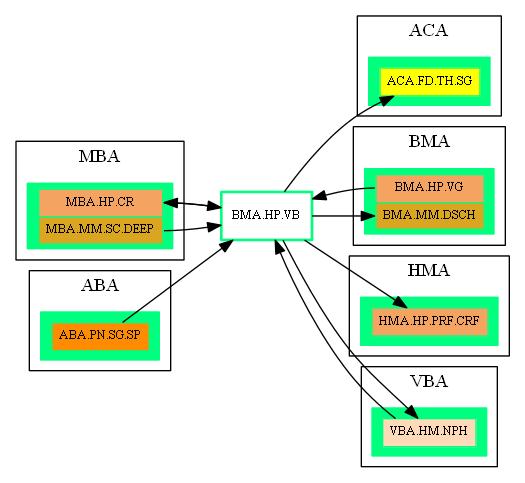 ACA
ACA.FD.TH.SG
MBA
MBA.HP.CR
MBA.MM.SC.DEEP
BMA.HP.VB
BMA
BMA.HP.VG
BMA.MM.DSCH
ABA
ABA.PN.SG.SP
HMA
HMA.HP.PRF.CRF
VBA
VBA.HM.NPH